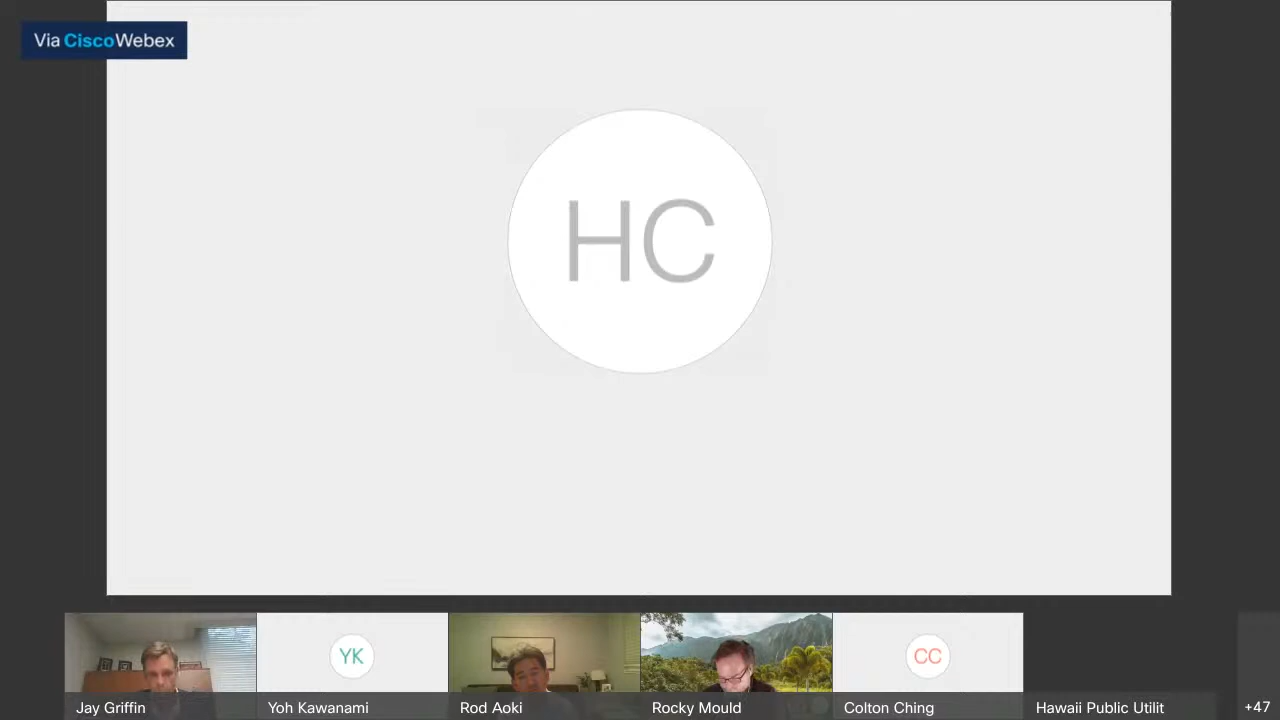 Via CiscoWebex
HC
YK
CC
Jay Griffin
Yoh Kawanami
Rod Aoki
Rocky Mould
Colton Ching
Hawaii Public Utilit
+47